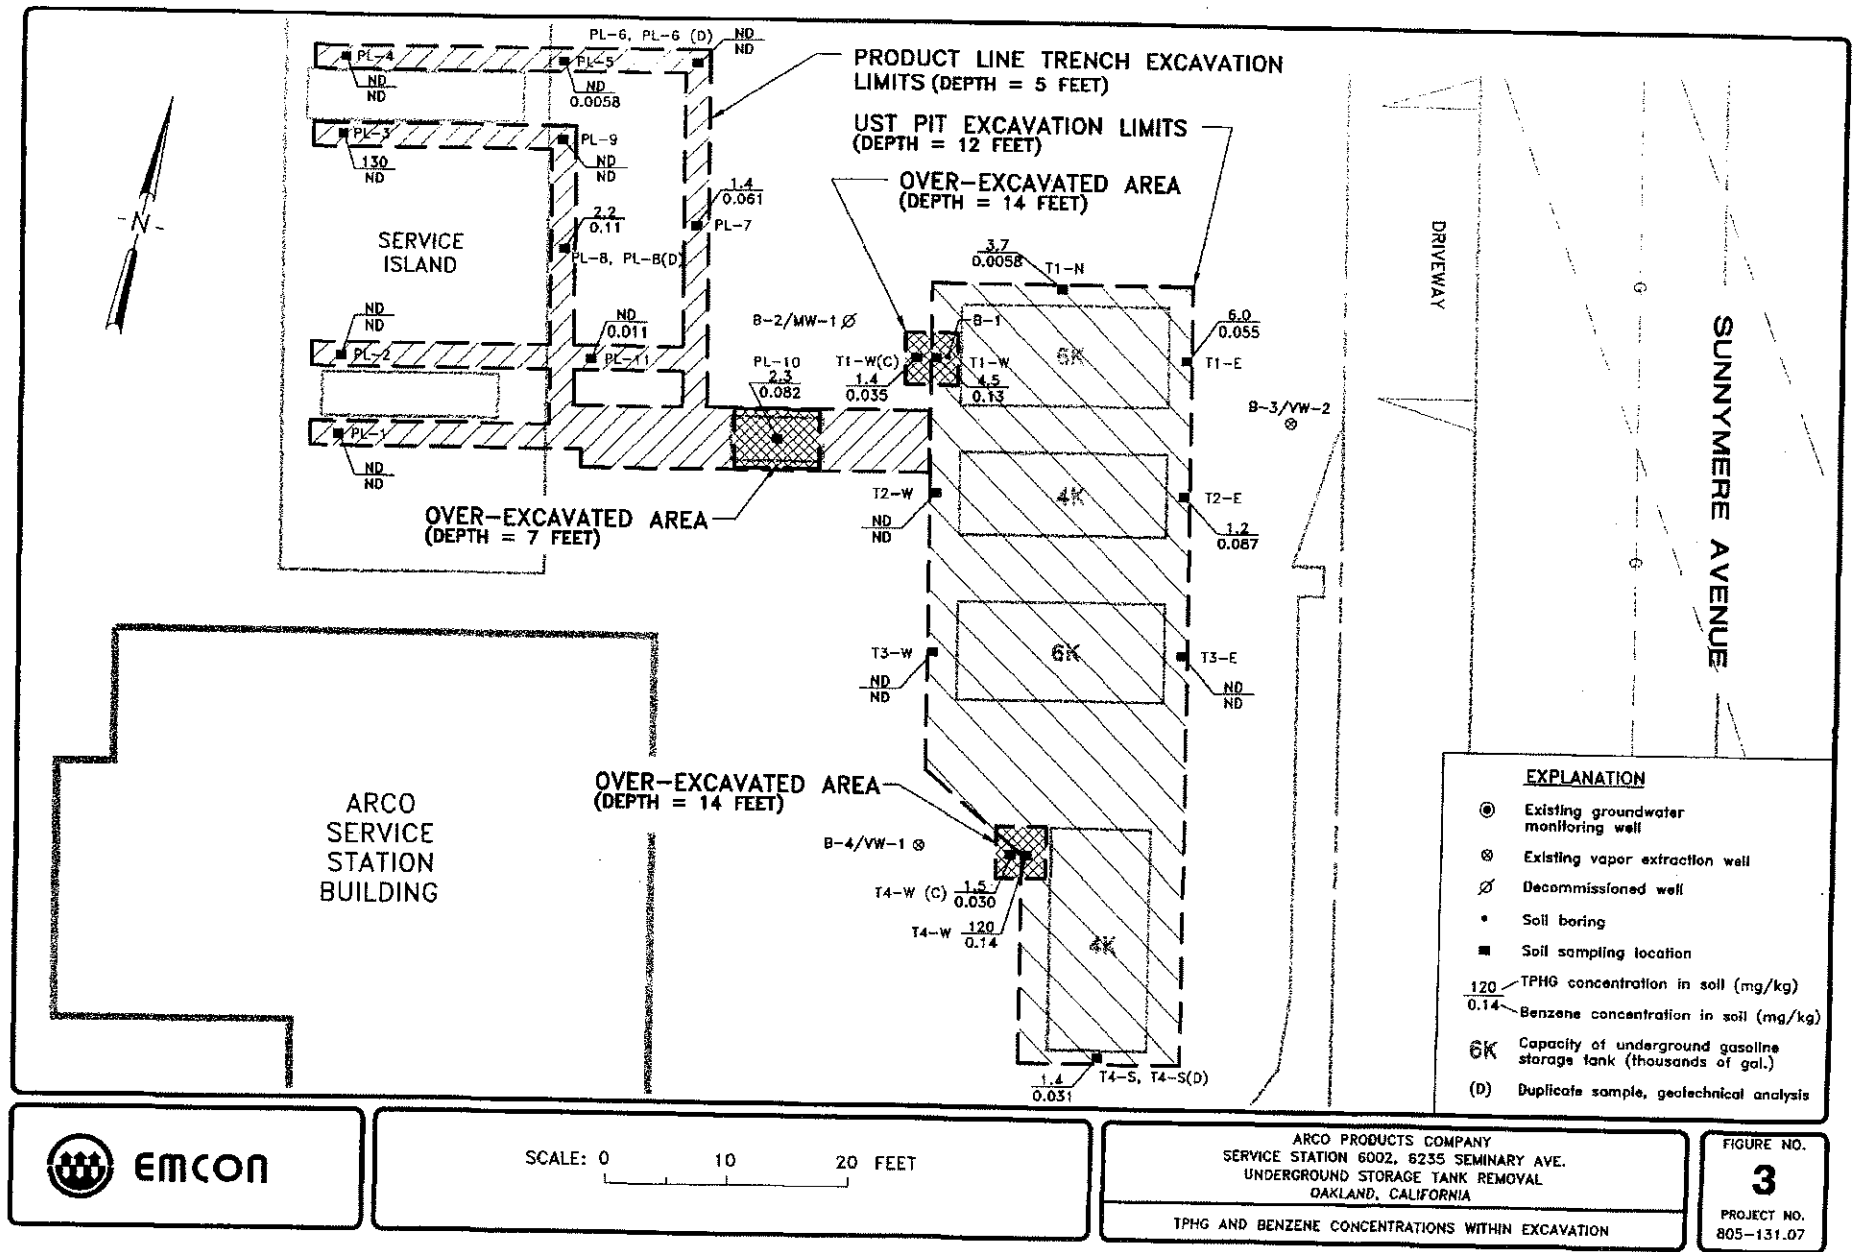 PL-6, PL-6 (D)
ND
ND
PL-4
ND
ND
PL-5
ND
0.0058
PRODUCT LINE TRENCH EXCAVATION
LIMITS (DEPTH = 5 FEET)
UST PIT EXCAVATION LIMITS
(DEPTH = 12 FEET)
OVER-EXCAVATED AREA
(DEPTH = 14 FEET)
PL-3
130
ND
PL-9
ND
ND
1.4
0.061
PL-7
2.2
0.11
PL-8, PL-8(D)
-N-
SERVICE
ISLAND
3.7
0.0058
T1-N
DRIVEWAY
G
SUNNYMERE AVENUE
G
ND
ND
PL-2
ND
0.011
PL-11
B-2/MW-1
B-1
PL-10
2.3
0.082
T1-W(C)
1.4
0.035
T1-W
4.5
0.13
6K
6.0
0.055
T1-E
B-3/VW-2
PL-1
ND
ND
T2-W
ND
ND
4K
T2-E
1.2
0.087
OVER-EXCAVATED AREA
(DEPTH = 7 FEET)
T3-W
ND
ND
6K
T3-E
ND
ND
OVER-EXCAVATED AREA
(DEPTH = 14 FEET)
ARCO
SERVICE
STATION
BUILDING
B-4/VW-1
T4-W (C)
1.5
0.030
T4-W
120
0.14
4K
1.4
0.031
T4-S, T4-S(D)
EXPLANATION
Existing groundwater
monitoring well
Existing vapor extraction well
Decommissioned well
Soil boring
Soil sampling location
120
0.14
TPHG concentration in soil (mg/kg)
Benzene concentration in soil (mg/kg)
6K
Capacity of underground gasoline
storage tank (thousands of gal.)
(D) Duplicate sample, geotechnical analysis
EMCON
SCALE: 0 10 20 FEET
ARCO PRODUCTS COMPANY
SERVICE STATION 6002, 6235 SEMINARY AVE.
UNDERGROUND STORAGE TANK REMOVAL
OAKLAND, CALIFORNIA
TPHG AND BENZENE CONCENTRATIONS WITHIN EXCAVATION
FIGURE NO.
3
PROJECT NO.
805-131.07